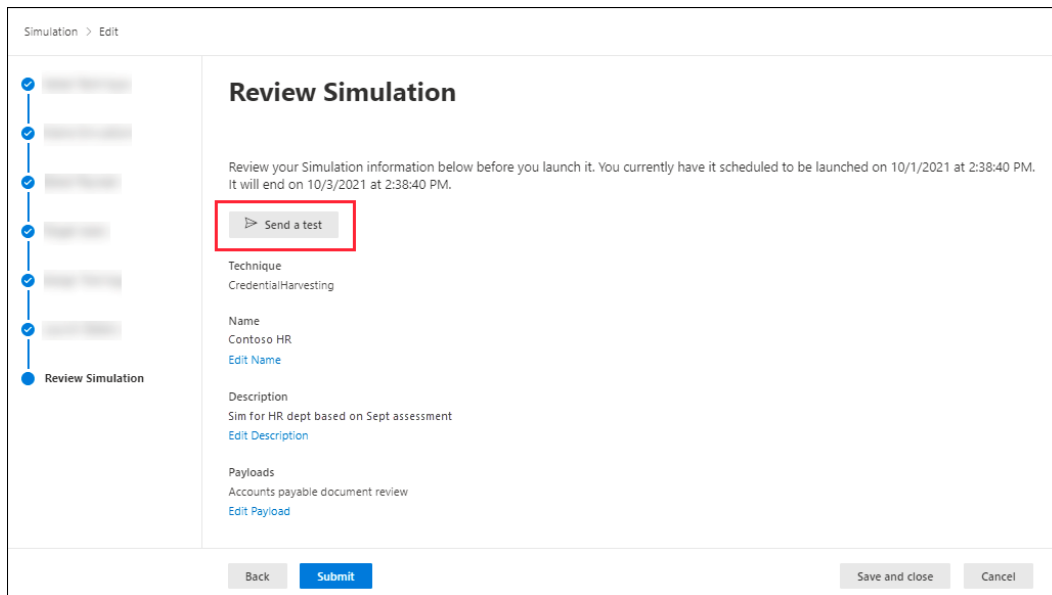 Simulation > Edit
Review Simulation
Review your Simulation information below before you launch it. You currently have it scheduled to be launched on 10/1/2021 at 2:38:40 PM.
It will end on 10/3/2021 at 2:38:40 PM.
Send a test
Technique
CredentialHarvesting
Name
Contoso HR
Edit Name
Review Simulation
Description
Sim for HR dept based on Sept assessment
Edit Description
Payloads
Accounts payable document review
Edit Payload
Back Submit Save and close Cancel